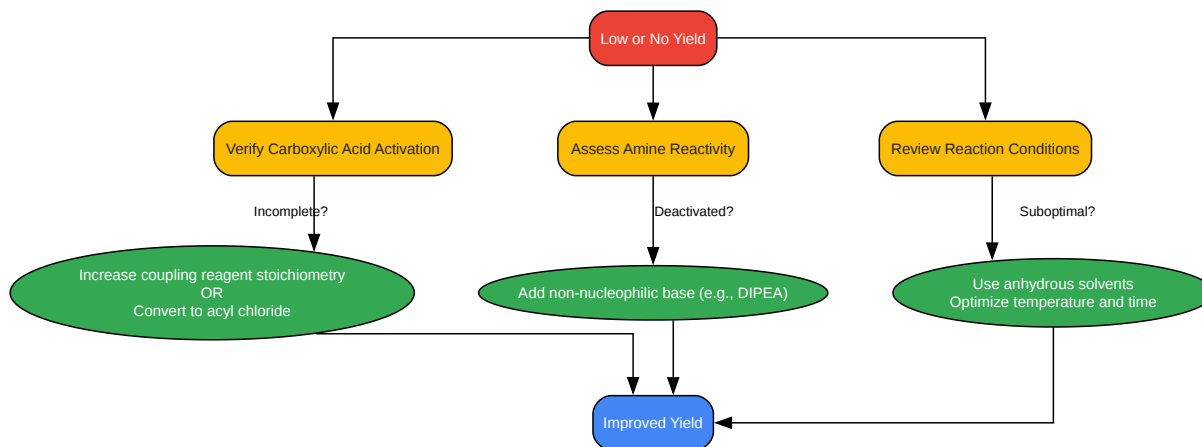 Low or No Yield
Verify Carboxylic Acid Activation
Assess Amine Reactivity
Review Reaction Conditions
Incomplete?
Deactivated?
Suboptimal?
Increase coupling reagent stoichiometry
OR
Convert to acyl chloride
Add non-nucleophilic base (e.g., DIPEA)
Use anhydrous solvents
Optimize temperature and time
Improved Yield